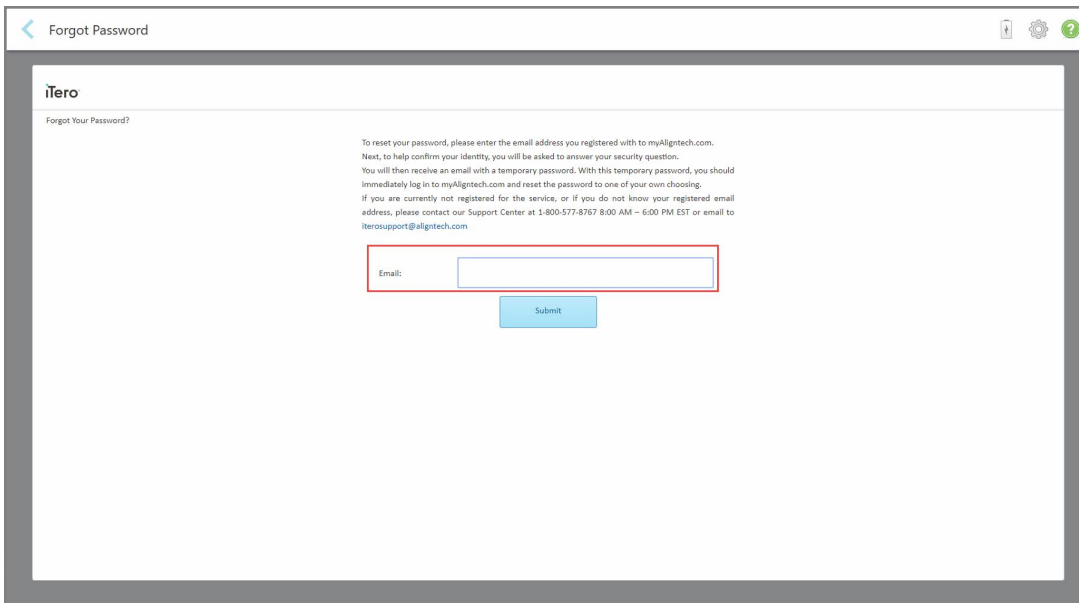 Forgot Password
?
iTero
Forgot Your Password?
To reset your password, please enter the email address you registered with to myAligntech.com.
Next, to help confirm your identity, you will be asked to answer your security question.
You will then receive an email with a temporary password. With this temporary password, you should
immediately log in to myAligntech.com and reset the password to one of your own choosing.
If you are currently not registered for the service, or if you do not know your registered email
address, please contact our Support Center at 1-800-577-8767 8:00 AM – 6:00 PM EST or email to
iterosupport@aligntech.com
Email:
Submit